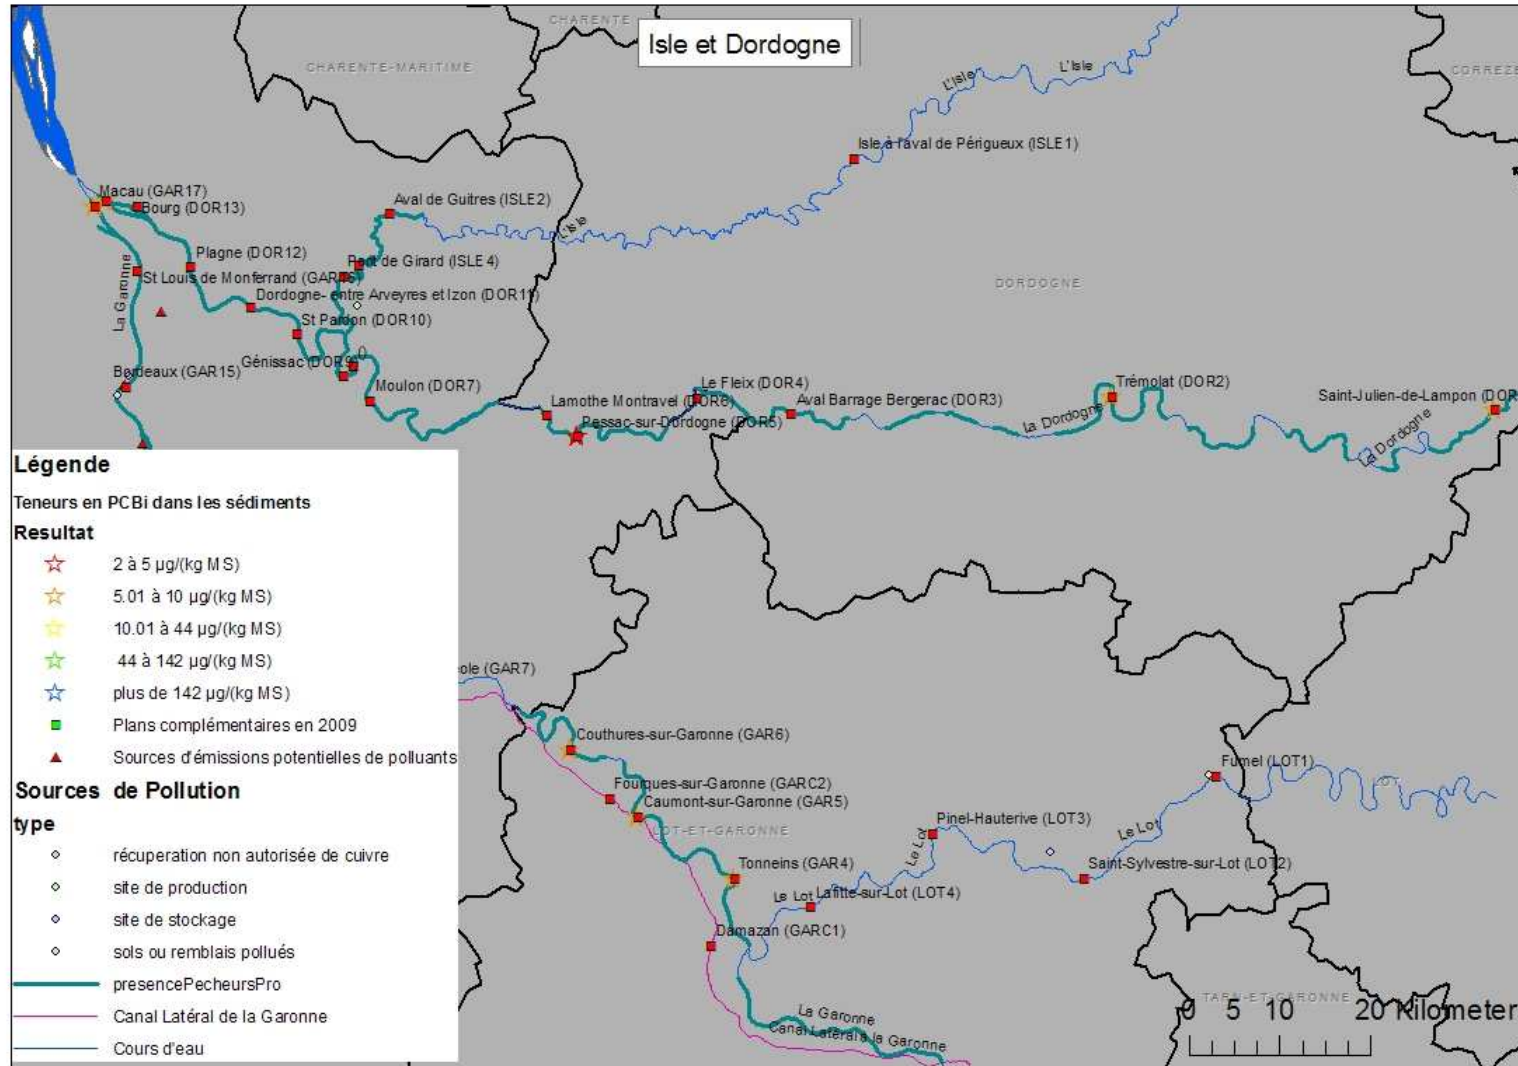 Isle et Dordogne
CHARENTE
CHARENTE-MARITIME
CORREZE
L'Isle
L'Isle
Isle à l'aval de Périgueux (ISLE1)
Macau (GAR17)
Bourg (DOR13)
Aval de Guitres (ISLE2)
L'Isle
Plagne (DOR12)
Port de Girard (ISLE4)
La Garonne
St Louis de Monferrand (GAR16)
DORDOGNE
Dordogne- entre Arveyres et Izon (DOR11)
St Pardon (DOR10)
Génissac (DOR9)
Bordeaux (GAR15)
Moulon (DOR7)
Le Fleix (DOR4)
Trémolat (DOR2)
Lamothe Montravel (DOR6)
Aval Barrage Bergerac (DOR3)
Saint-Julien-de-Lampon (DOR
Pessac-sur-Dordogne (DOR5)
La Dordogne
La Dordogne
Légende
Teneurs en PCBi dans les sédiments
Resultat
2 à 5 µg/(kg MS)
5.01 à 10 µg/(kg MS)
10.01 à 44 µg/(kg MS)
44 à 142 µg/(kg MS)
plus de 142 µg/(kg MS)
Plans complémentaires en 2009
Sources d'émissions potentielles de polluants
Sources de Pollution
type
récuperation non autorisée de cuivre
site de production
site de stockage
sols ou remblais pollués
presencePecheursPro
Canal Latéral de la Garonne
Cours d'eau
ole (GAR7)
Couthures-sur-Garonne (GAR6)
Fourques-sur-Garonne (GARC2)
Caumont-sur-Garonne (GAR5)
LOT-ET-GARONNE
Fumel (LOT1)
LOT
Pinel-Hauterive (LOT3)
Le Lot
Le Lot
Tonneins (GAR4)
Saint-Sylvestre-sur-Lot (LOT2)
Le Lot
Lafitte-sur-Lot (LOT4)
Damazan (GARC1)
La Garonne
Canal Latéral à la Garonne
TARN-ET-GARONNE
0 5 10 20 Kilometer